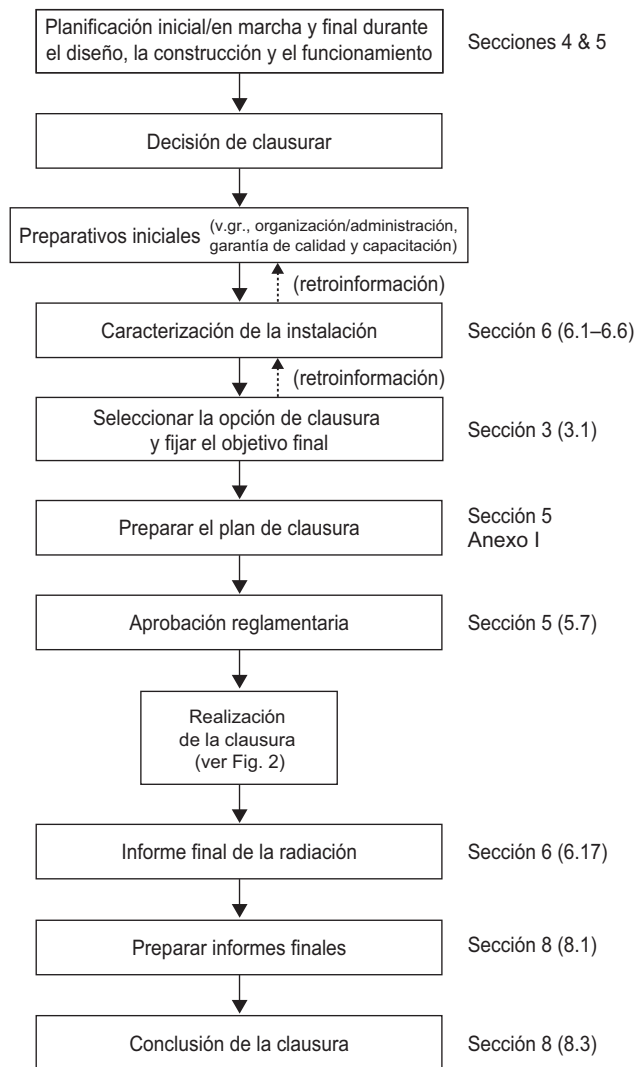 Planificación inicial/en marcha y final durante
el diseño, la construcción y el funcionamiento
Secciones 4 & 5
Decisión de clausurar
Preparativos iniciales
(v.gr., organización/administración,
garantía de calidad y capacitación)
(retroinformación)
Caracterización de la instalación
Sección 6 (6.1–6.6)
(retroinformación)
Seleccionar la opción de clausura
y fijar el objetivo final
Sección 3 (3.1)
Preparar el plan de clausura
Sección 5
Anexo I
Aprobación reglamentaria
Sección 5 (5.7)
Realización
de la clausura
(ver Fig. 2)
Informe final de la radiación
Sección 6 (6.17)
Preparar informes finales
Sección 8 (8.1)
Conclusión de la clausura
Sección 8 (8.3)